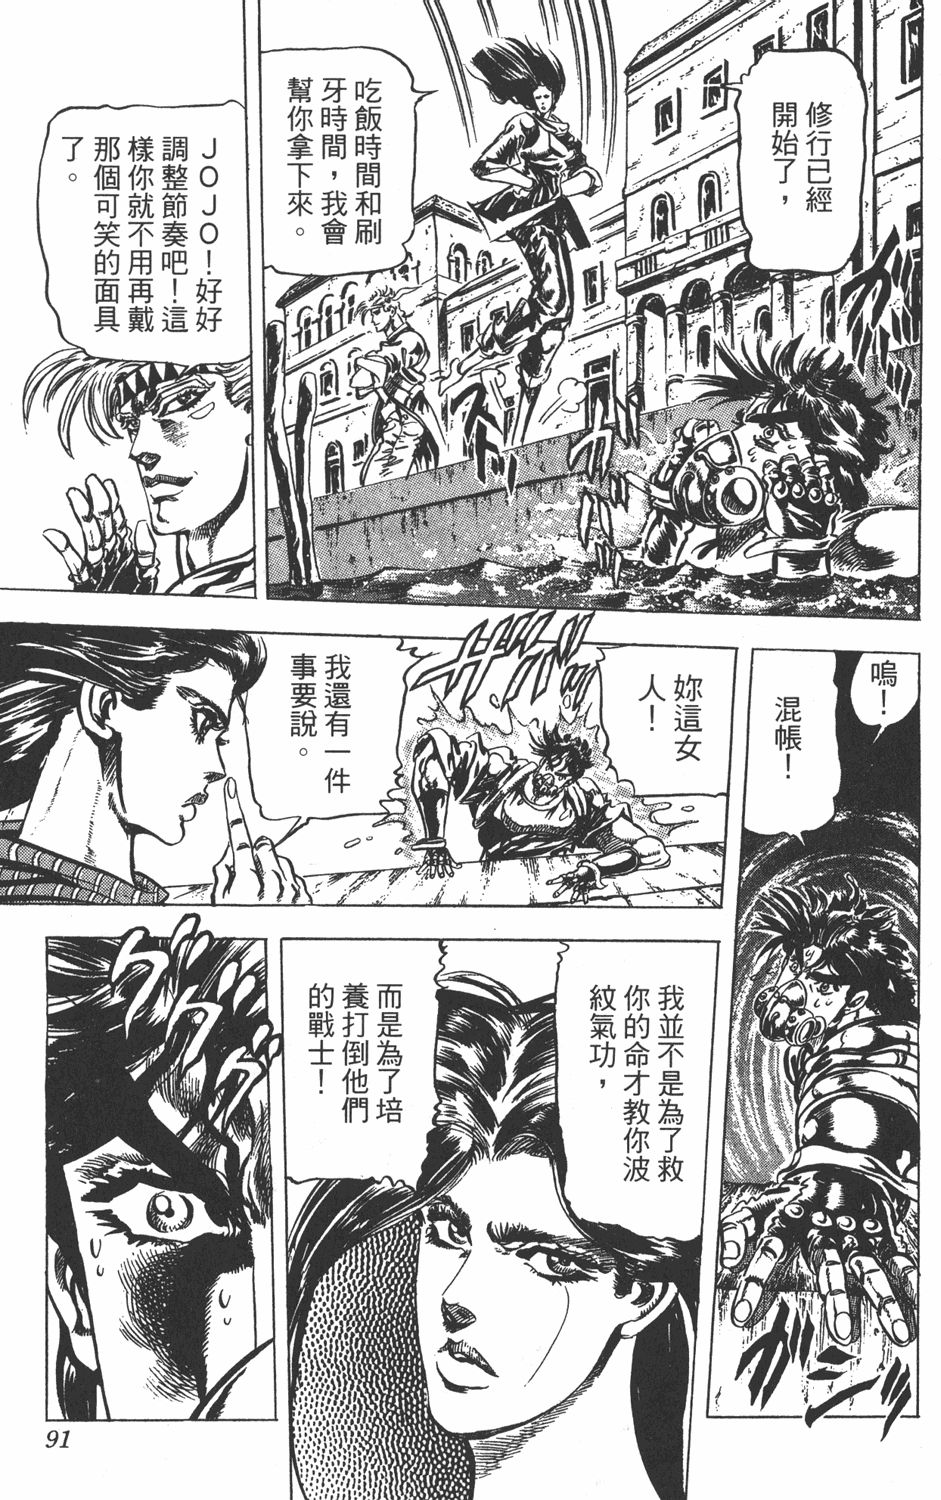 修行已經
開始了，
吃飯時間和刷
牙時間，我會
幫你拿下來。
ＪＯＪＯ！好好
調整節奏吧！這
樣你就不用再戴
那個可笑的面具
了。
嗚！
混帳！
妳這女
人！
我還有一件
事要說。
我並不是為了救
你的命才教你波
紋氣功，
而是為了培
養打倒他們
的戰士！
91